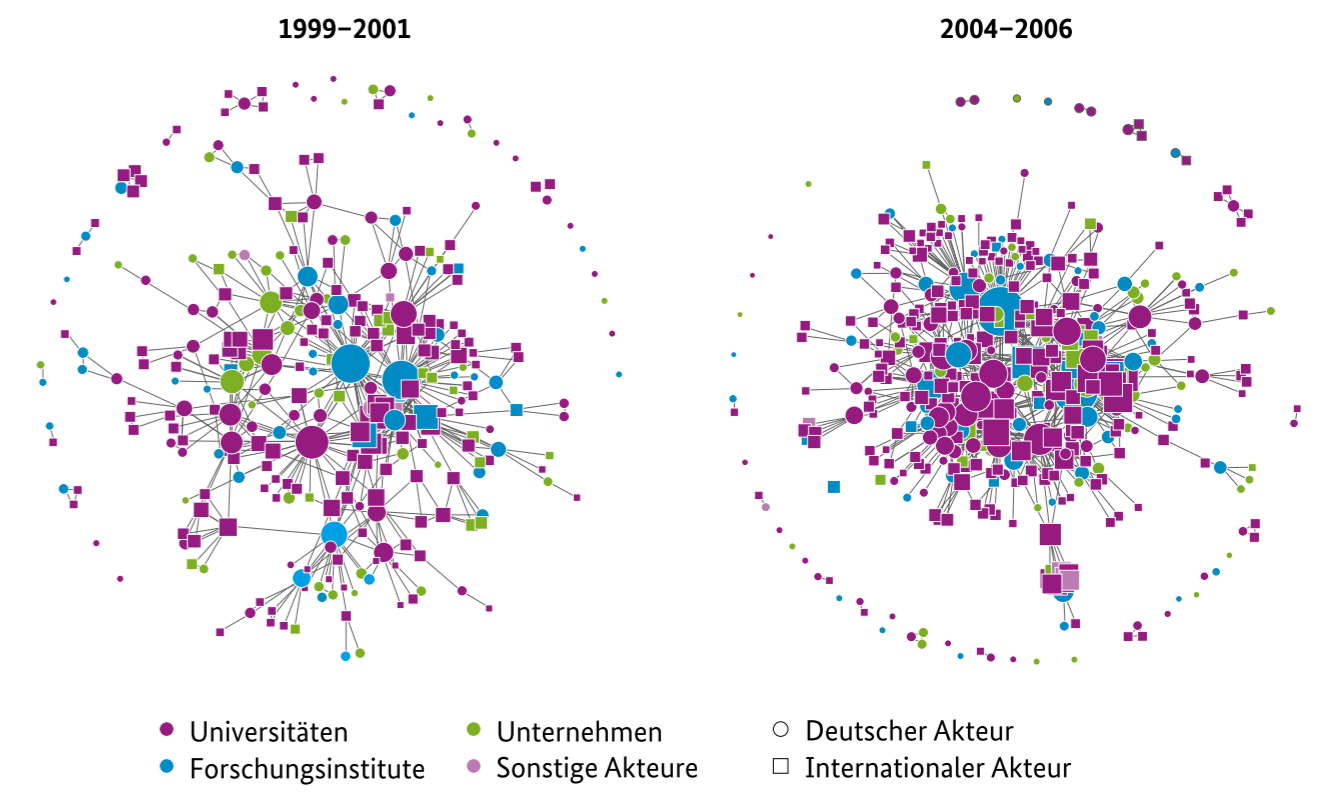 1999–2001
2004–2006
Universitäten
Unternehmen
Deutscher Akteur
Forschungsinstitute
Sonstige Akteure
Internationaler Akteur